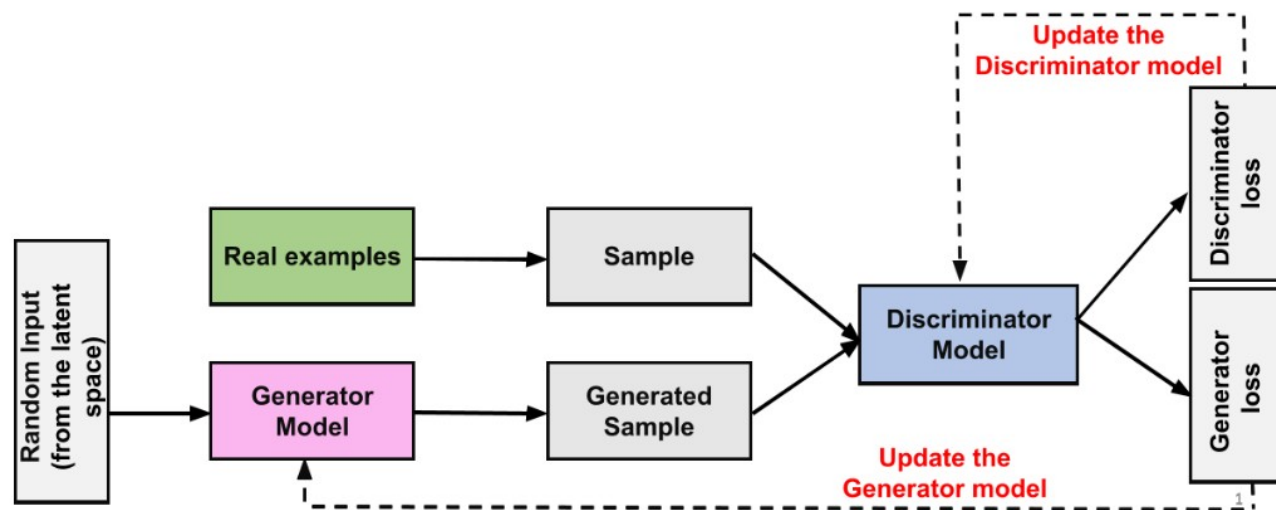 Update the
Discriminator model
Discriminator
loss
Real examples
Sample
Random Input
(from the latent
space)
Discriminator
Model
Generator
Model
Generated
Sample
Generator
loss
Update the
Generator model
1